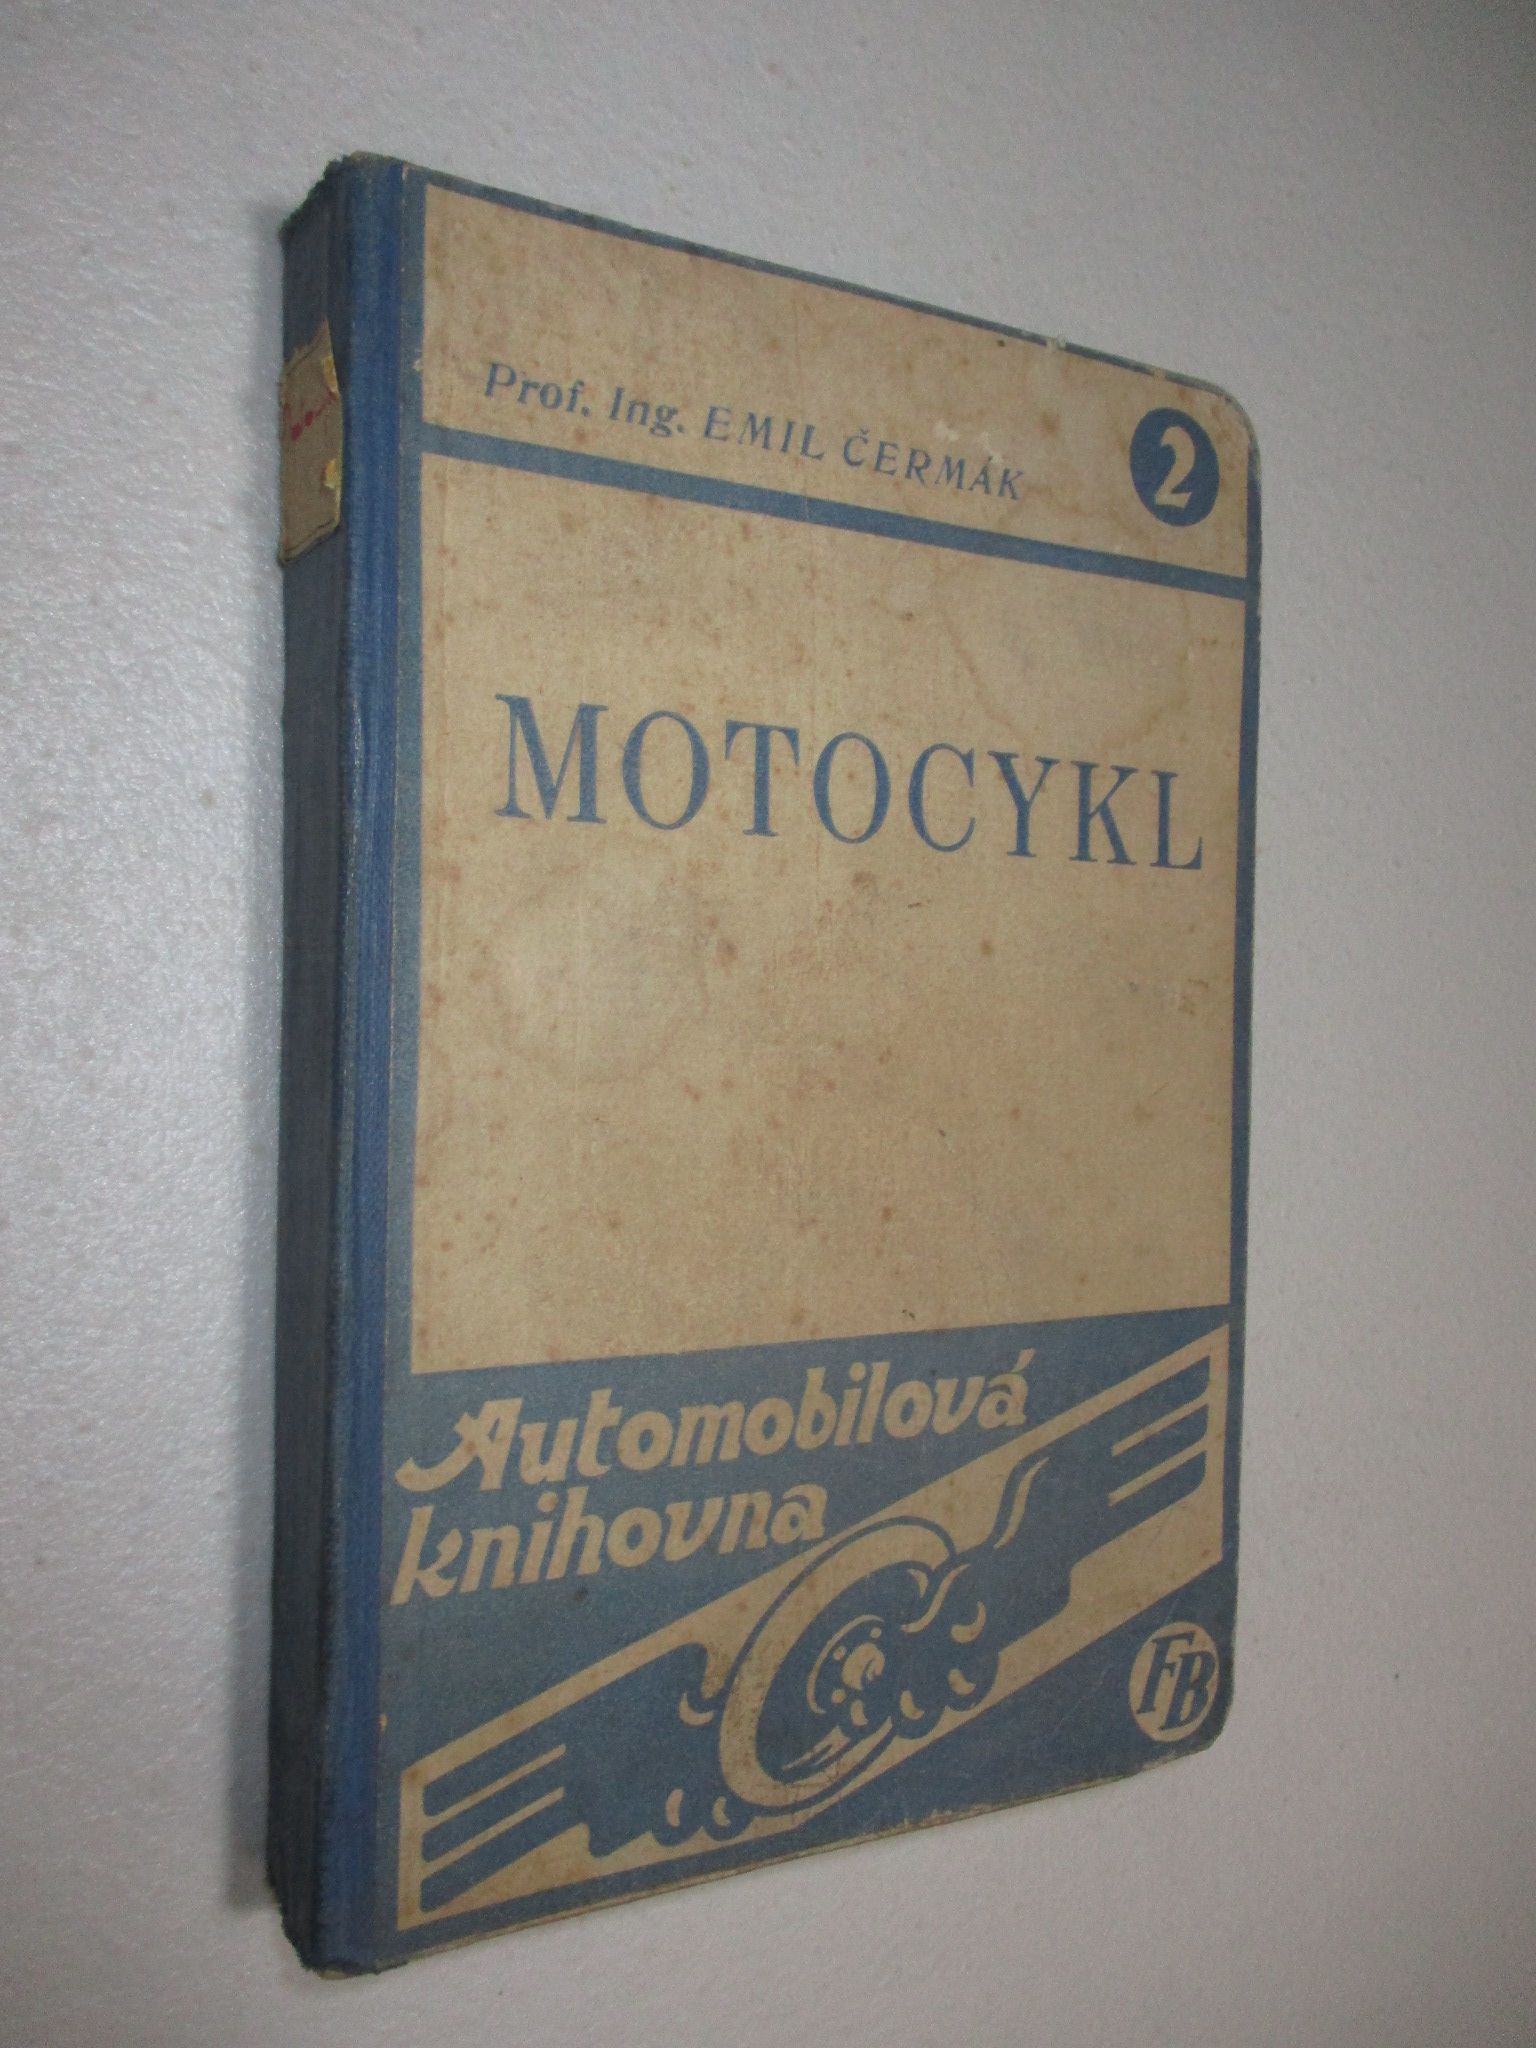 Prof. Ing. EMIL ČERMÁK
2
MOTOCYKL
Automobilová
knihovna
FB